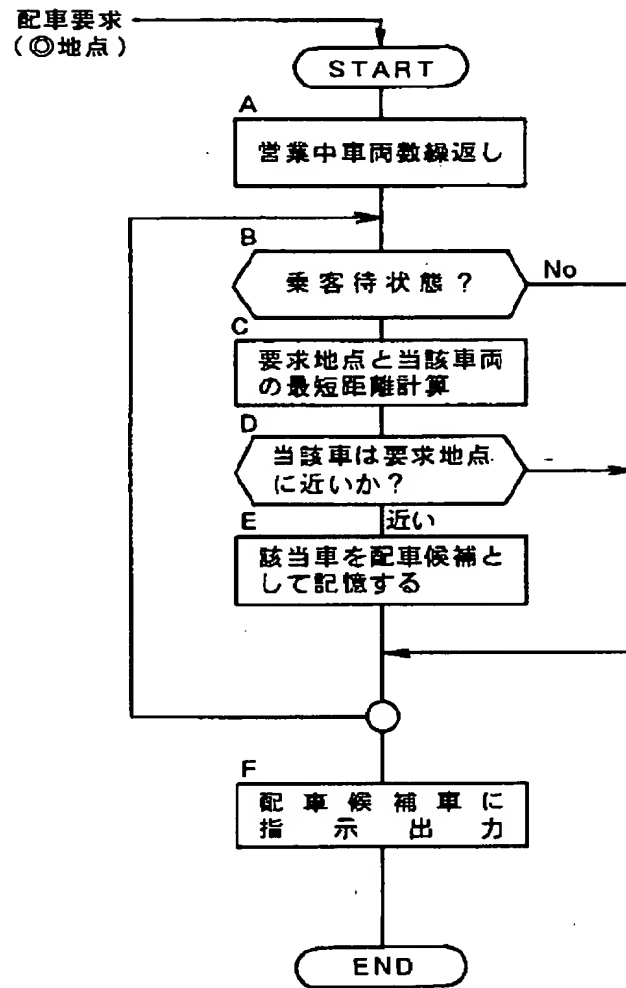 配車要求
(◎地点)
START
A
営業中車両数繰返し
B
乗客待状態?
No
C
要求地点と当該車両
の最短距離計算
D
当該車は要求地点
に近いか?
近い
E
該当車を配車候補と
して記憶する
F
配車候補車に
指示出力
END